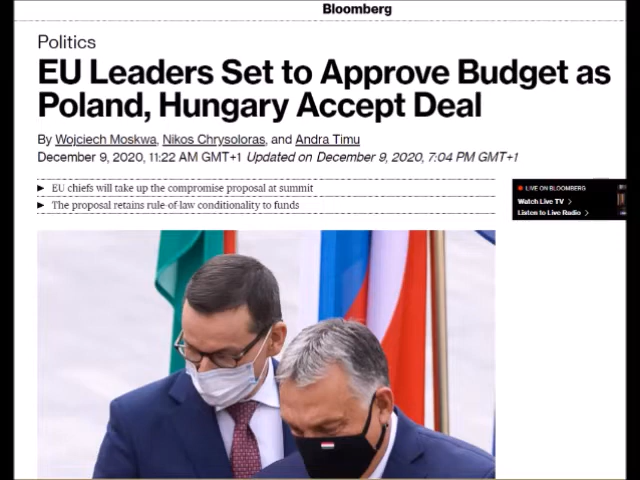 Bloomberg
Politics
EU Leaders Set to Approve Budget as
Poland, Hungary Accept Deal
By Wojciech Moskwa, Nikos Chrysoloras, and Andra Timu
December 9, 2020, 11:22 AM GMT+1 Updated on December 9, 2020, 7:04 PM GMT+1
EU chiefs will take up the compromise proposal at summit
The proposal retains rule-of-law conditionality to funds
LIVE ON BLOOMBERG
Watch Live TV
Listen to Live Radio